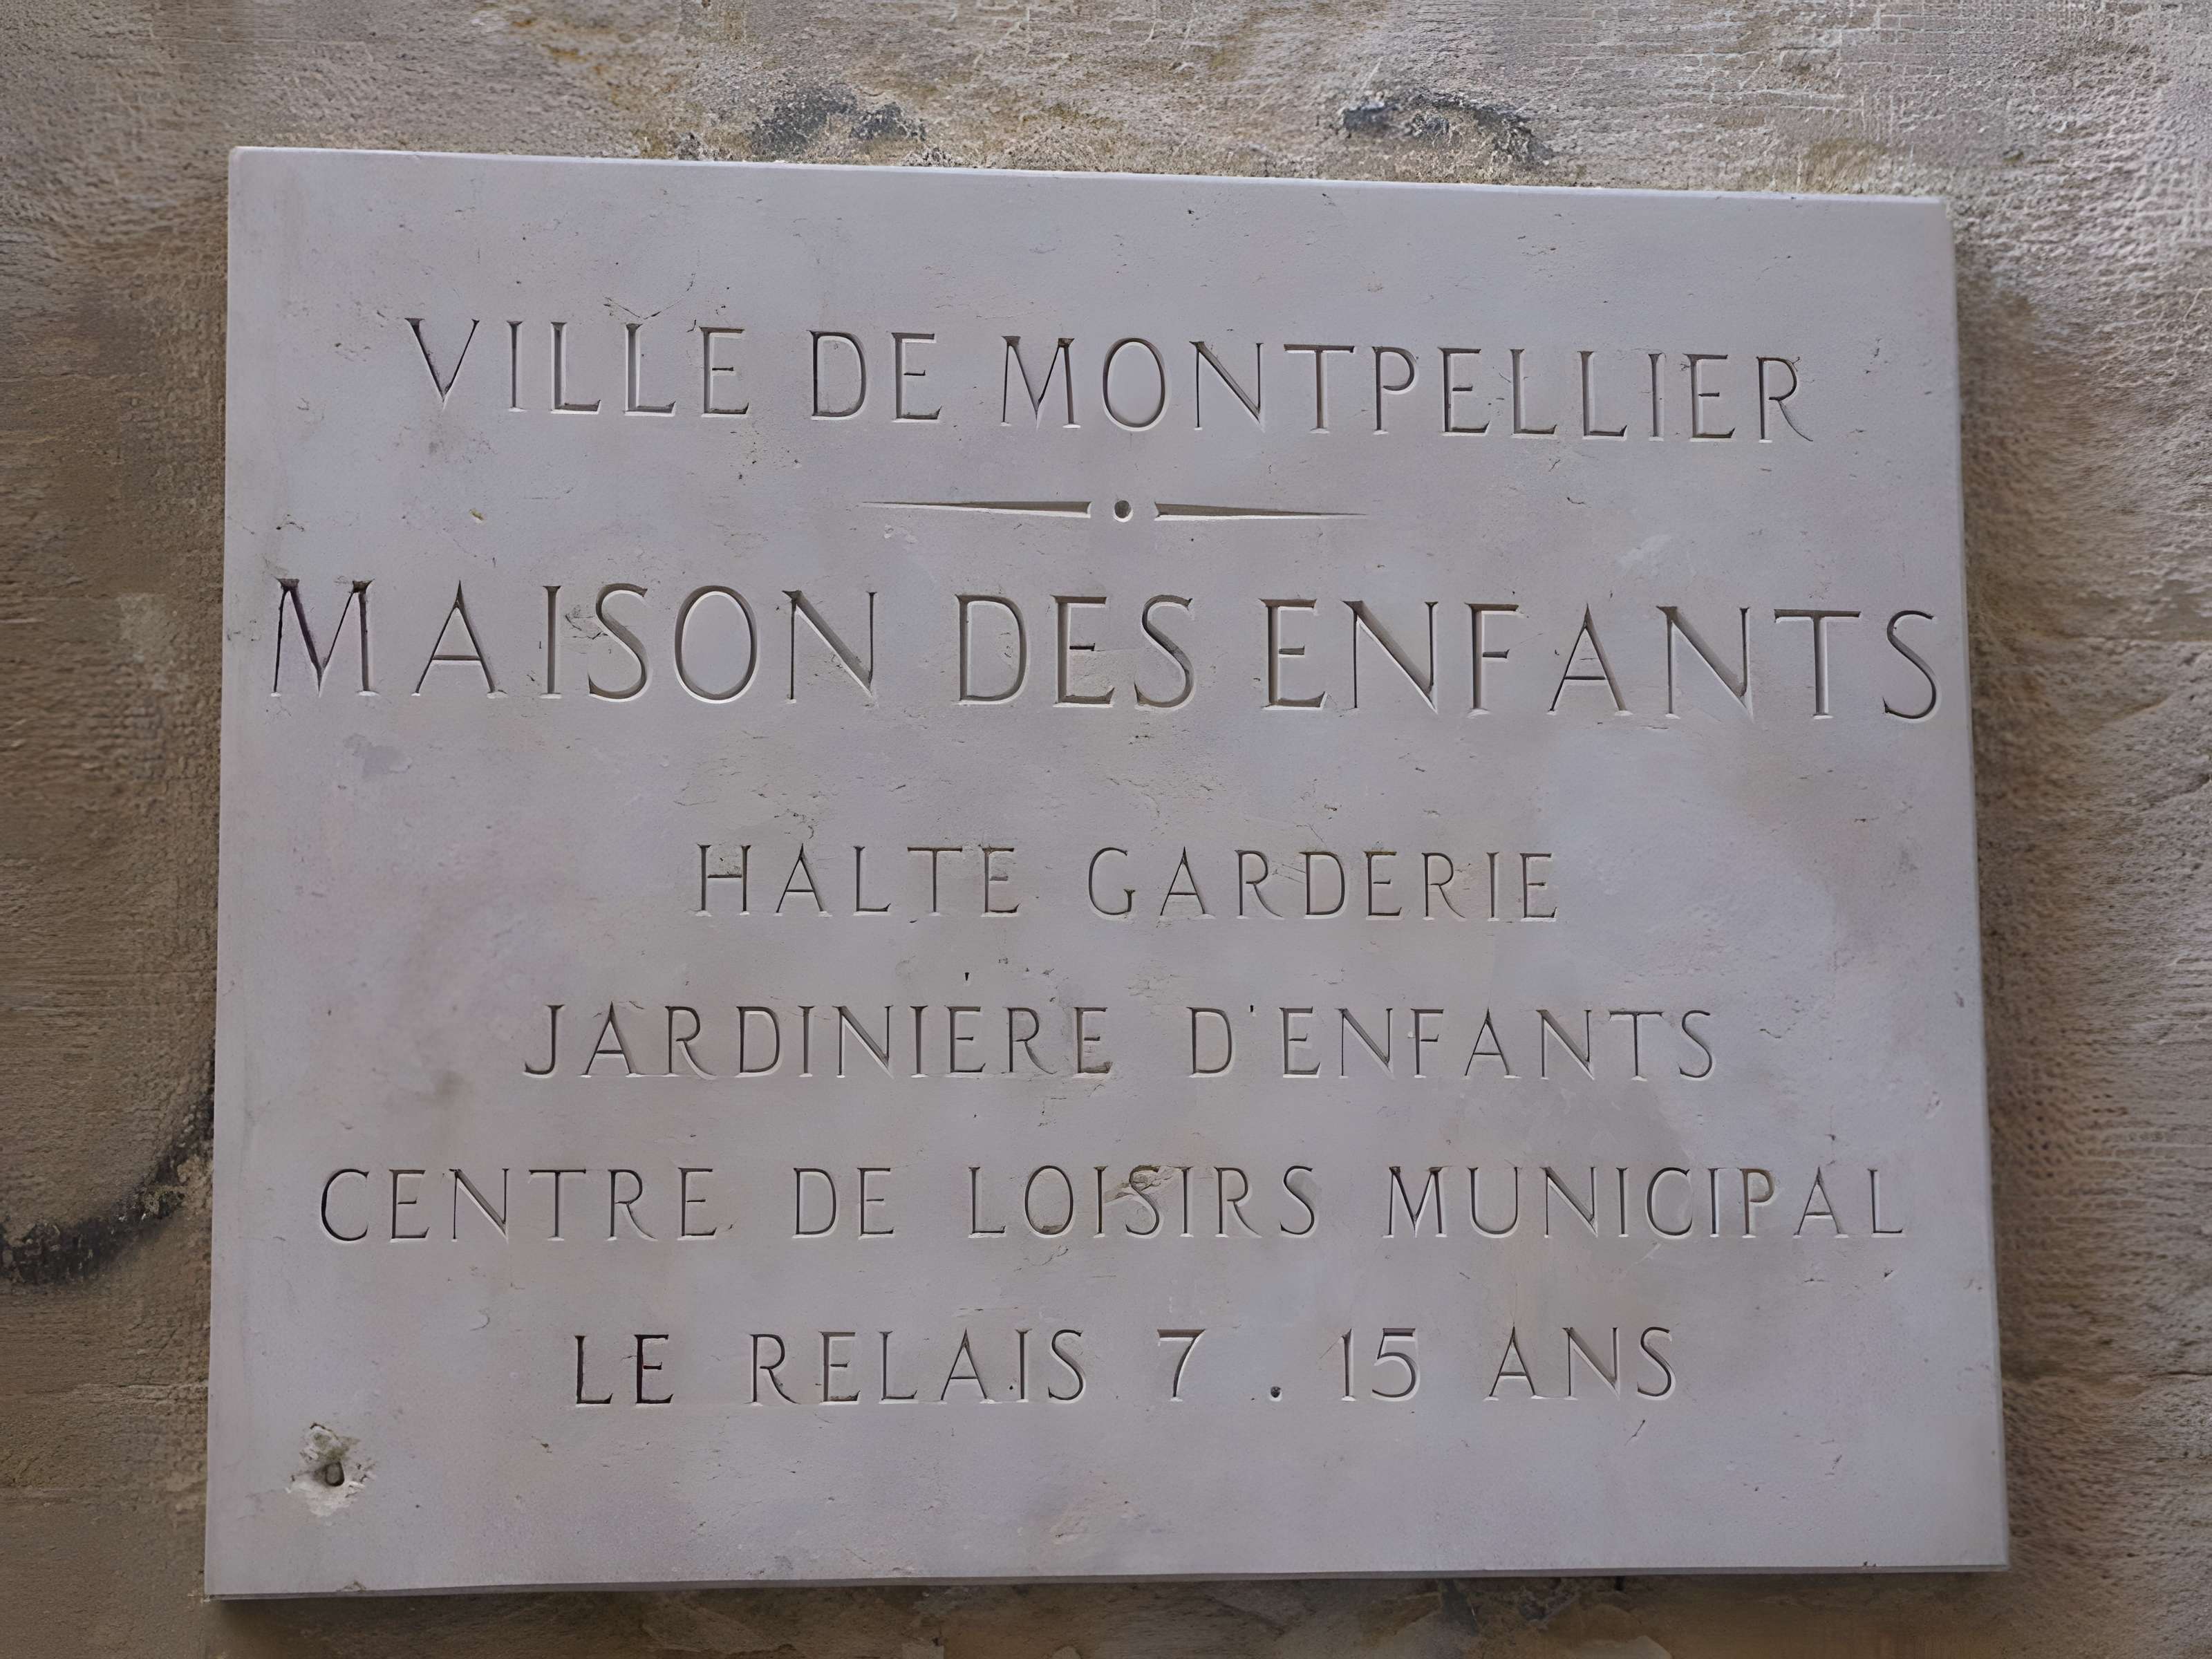 VILLE DE MONTPELLIER
MAISON DES ENFANTS
HALTE GARDERIE
JARDINIÈRE D'ENFANTS
CENTRE DE LOISIRS MUNICIPAL
LE RELAIS 7 . 15 ANS